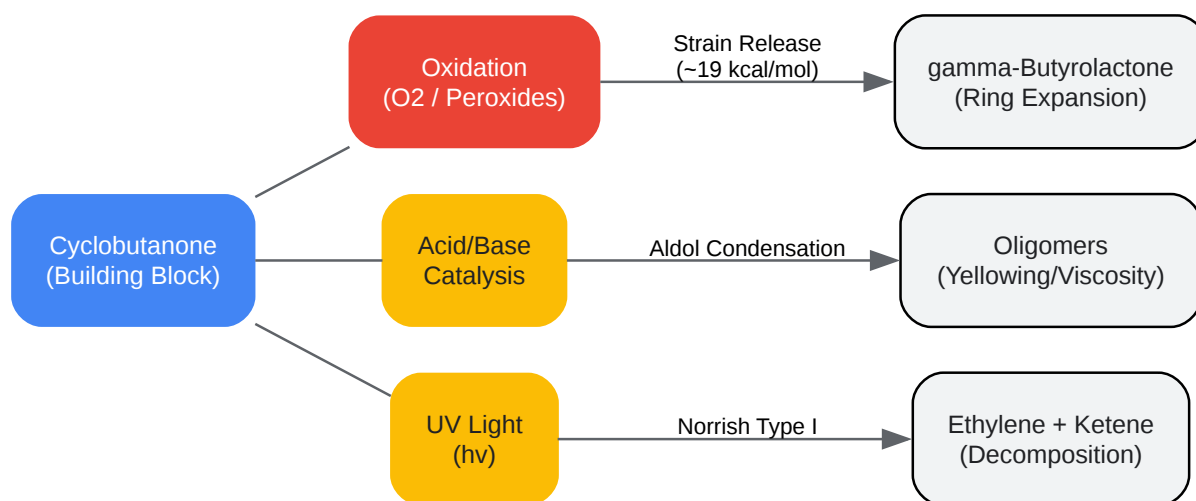 Oxidation
(O2 / Peroxides)
Strain Release
(~19 kcal/mol)
gamma-Butyrolactone
(Ring Expansion)
Cyclobutanone
(Building Block)
Acid/Base
Catalysis
Aldol Condensation
Oligomers
(Yellowing/Viscosity)
UV Light
(hv)
Norrish Type I
Ethylene + Ketene
(Decomposition)